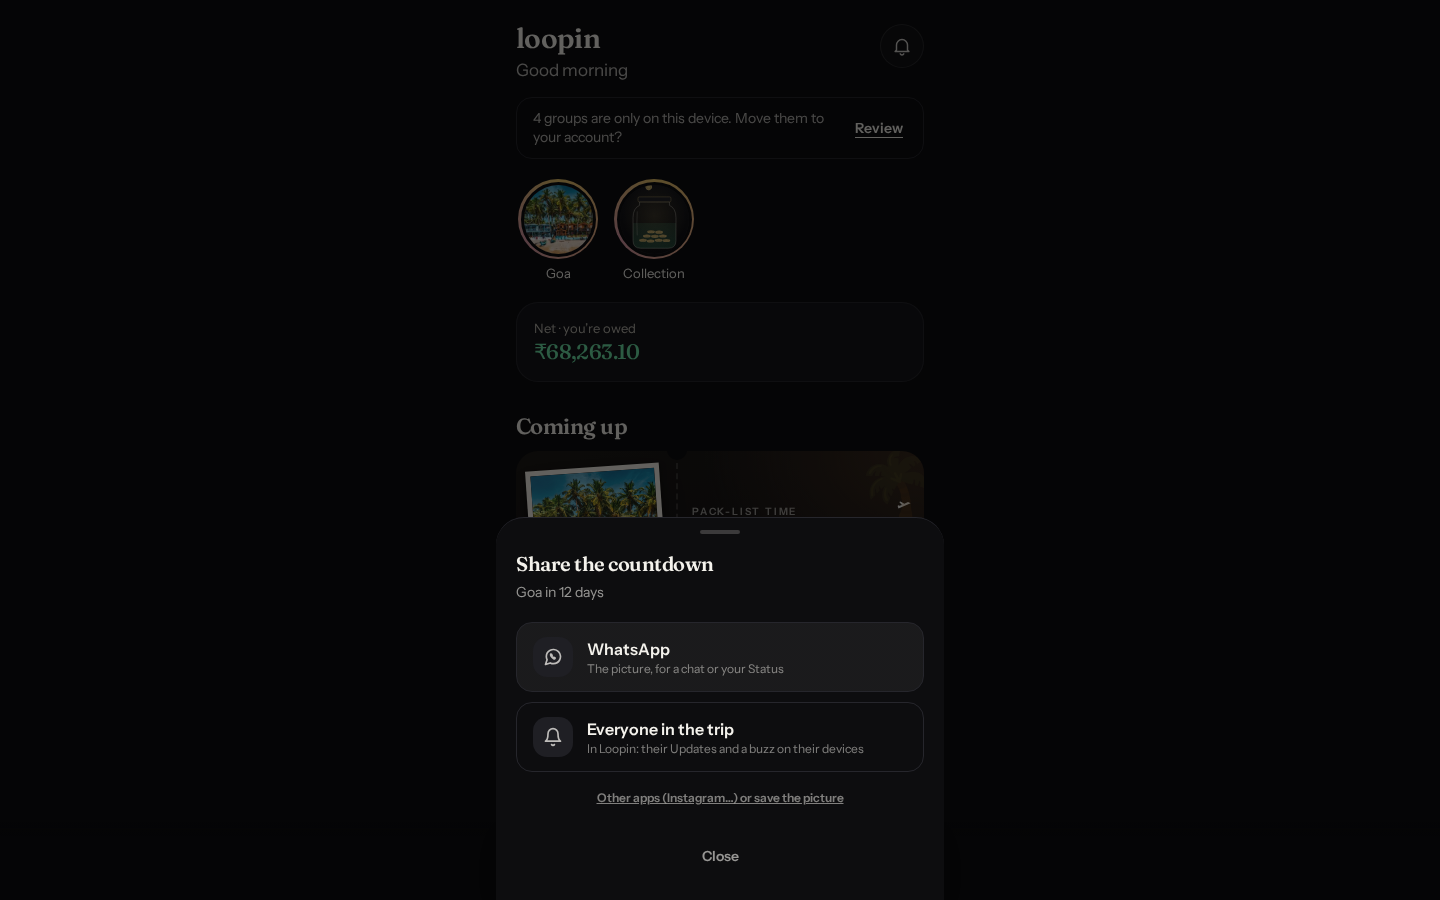 loopin
Good morning
4 groups are only on this device. Move them to
your account?
Review
Goa
Collection
Net · you're owed
₹68,263.10
Coming up
PACK-LIST TIME
Share the countdown
Goa in 12 days
WhatsApp
The picture, for a chat or your Status
Everyone in the trip
In Loopin: their Updates and a buzz on their devices
Other apps (Instagram...) or save the picture
Close